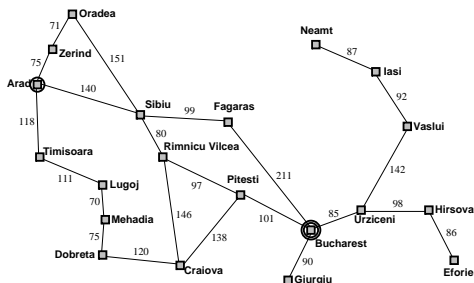 Oradea
Neamt
71
Zerind
87
151
75
Iasi
Arad
140
92
Sibiu
99
Fagaras
118
Vaslui
80
Timisoara
Rimnicu Vilcea
142
111
211
Lugoj
97
Pitesti
70
98
Hirsova
Mehadia
146
101
85
Urziceni
75
138
86
Bucharest
120
Dobreta
90
Craiova
Eforie
Giurgiu